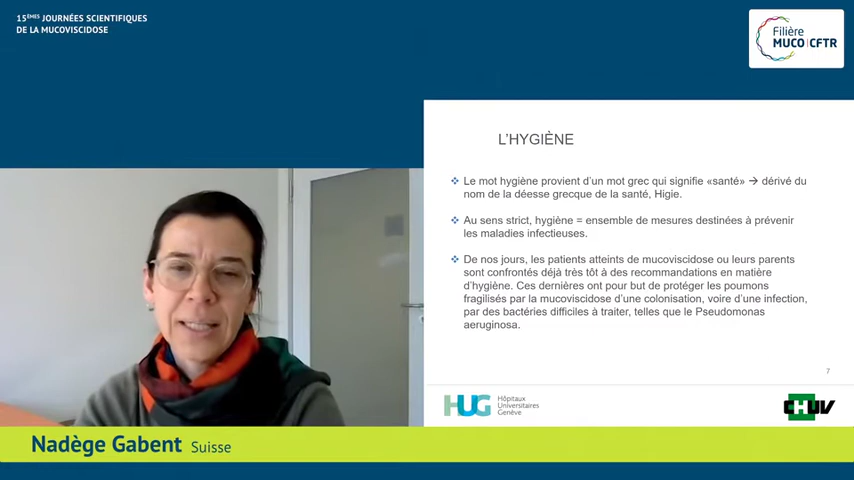 15ÈMES JOURNÉES SCIENTIFIQUES
DE LA MUCOVISCIDOSE
Filière
MUCO|CFTR
L'HYGIÈNE
Le mot hygiène provient d'un mot grec qui signifie «santé» → dérivé du
nom de la déesse grecque de la santé, Higie.
Au sens strict, hygiène = ensemble de mesures destinées à prévenir
les maladies infectieuses.
De nos jours, les patients atteints de mucoviscidose ou leurs parents
sont confrontés déjà très tôt à des recommandations en matière
d'hygiène. Ces dernières ont pour but de protéger les poumons
fragilisés par la mucoviscidose d'une colonisation, voire d'une infection,
par des bactéries difficiles à traiter, telles que le Pseudomonas
aeruginosa.
7
HUG
Hôpitaux
Universitaires
Genève
CHUV
Nadège Gabent Suisse